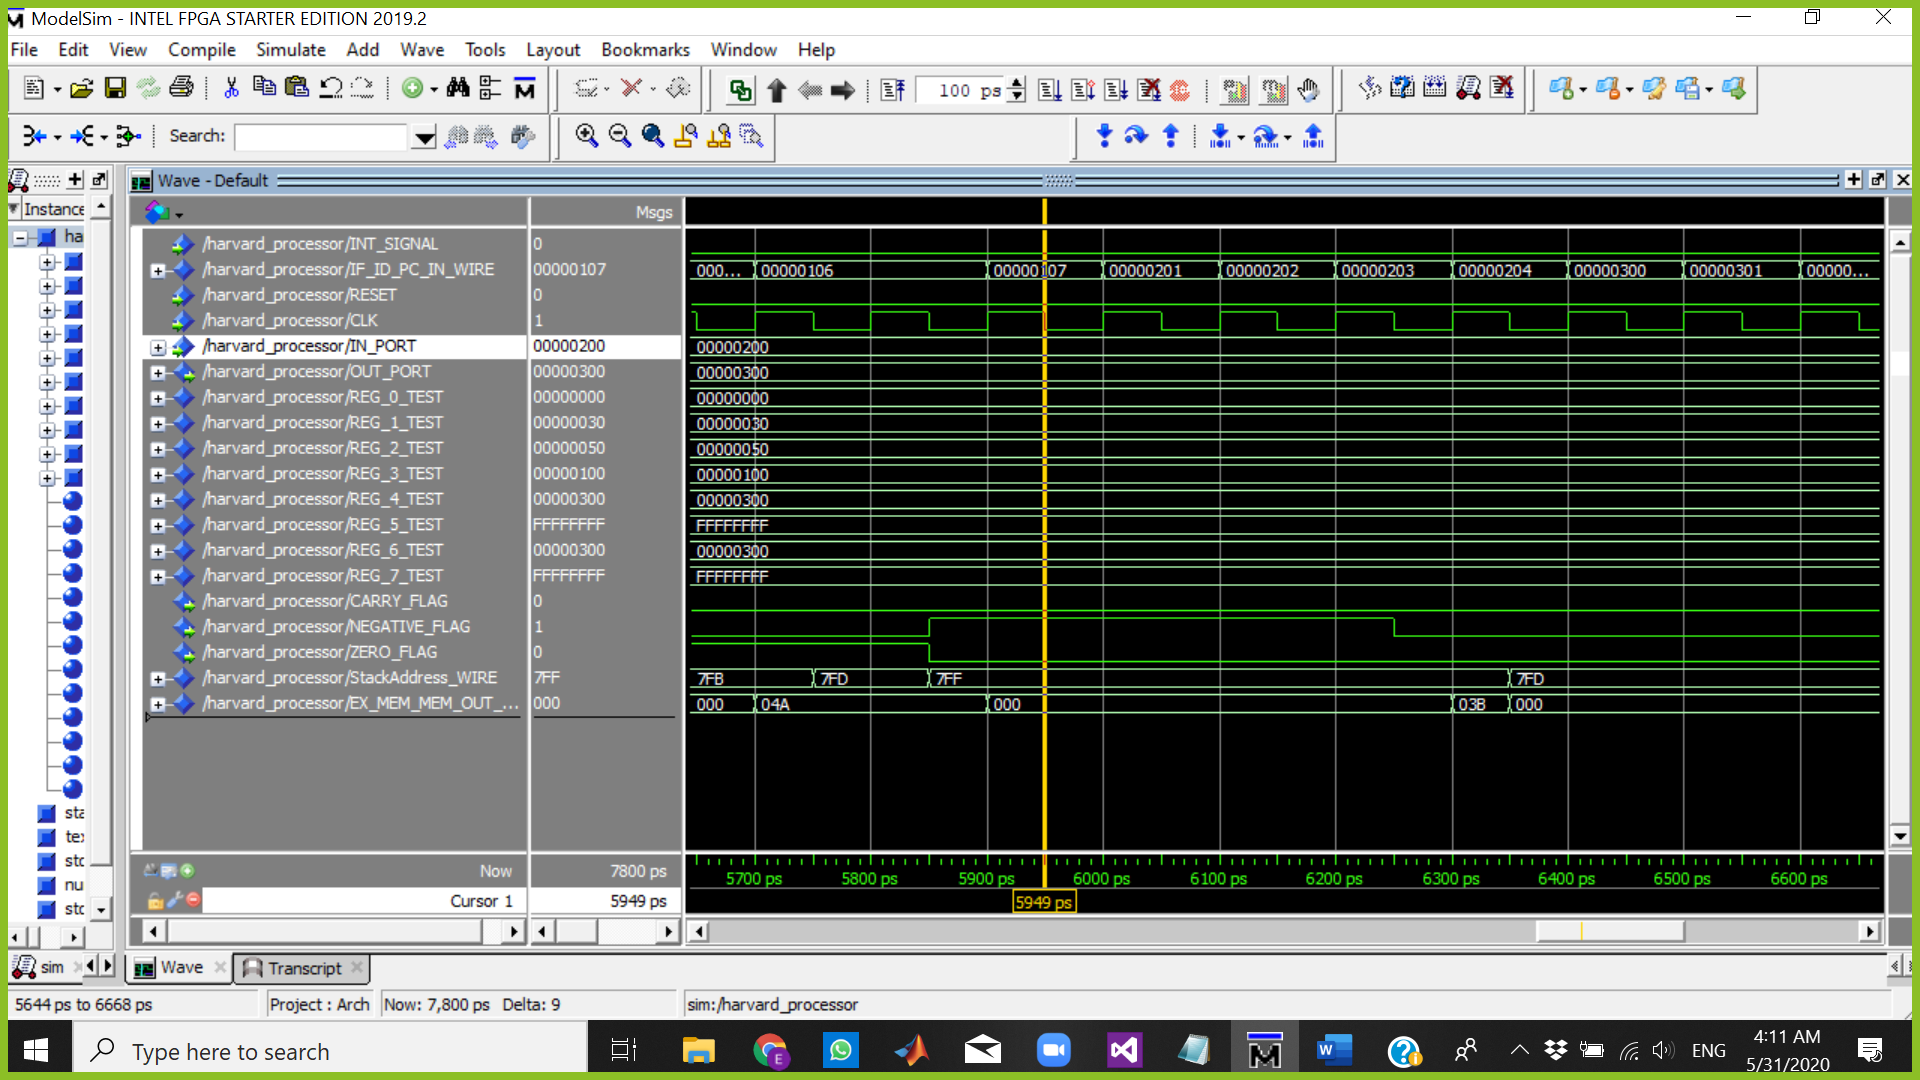 ModelSim - INTEL FPGA STARTER EDITION 2019.2
File Edit View Compile Simulate Add Wave Tools Layout Bookmarks Window Help
100 ps
Search:
Wave - Default
Instance
Msgs
ha
/harvard_processor/INT_SIGNAL 0
/harvard_processor/IF_ID_PC_IN_WIRE 00000107 000... 00000106 00000107 00000201 00000202 00000203 00000204 00000300 00000301 00000...
/harvard_processor/RESET 0
/harvard_processor/CLK 1
/harvard_processor/IN_PORT 00000200 00000200
/harvard_processor/OUT_PORT 00000300 00000300
/harvard_processor/REG_0_TEST 00000000 00000000
/harvard_processor/REG_1_TEST 00000030 00000030
/harvard_processor/REG_2_TEST 00000050 00000050
/harvard_processor/REG_3_TEST 00000100 00000100
/harvard_processor/REG_4_TEST 00000300 00000300
/harvard_processor/REG_5_TEST FFFFFFFF FFFFFFFF
/harvard_processor/REG_6_TEST 00000300 00000300
/harvard_processor/REG_7_TEST FFFFFFFF FFFFFFFF
/harvard_processor/CARRY_FLAG 0
/harvard_processor/NEGATIVE_FLAG 1
/harvard_processor/ZERO_FLAG 0
/harvard_processor/StackAddress_WIRE 7FF 7FB 7FD 7FF 7FD
/harvard_processor/EX_MEM_MEM_OUT_... 000 000 04A 000 03B 000
sta
tex
std
nu
std
Now 7800 ps 5700 ps 5800 ps 5900 ps 6000 ps 6100 ps 6200 ps 6300 ps 6400 ps 6500 ps 6600 ps
Cursor 1 5949 ps 5949 ps
sim Wave Transcript
5644 ps to 6668 ps Project : Arch Now: 7,800 ps Delta: 9 sim:/harvard_processor
Type here to search
E
W
ENG
4:11 AM
5/31/2020